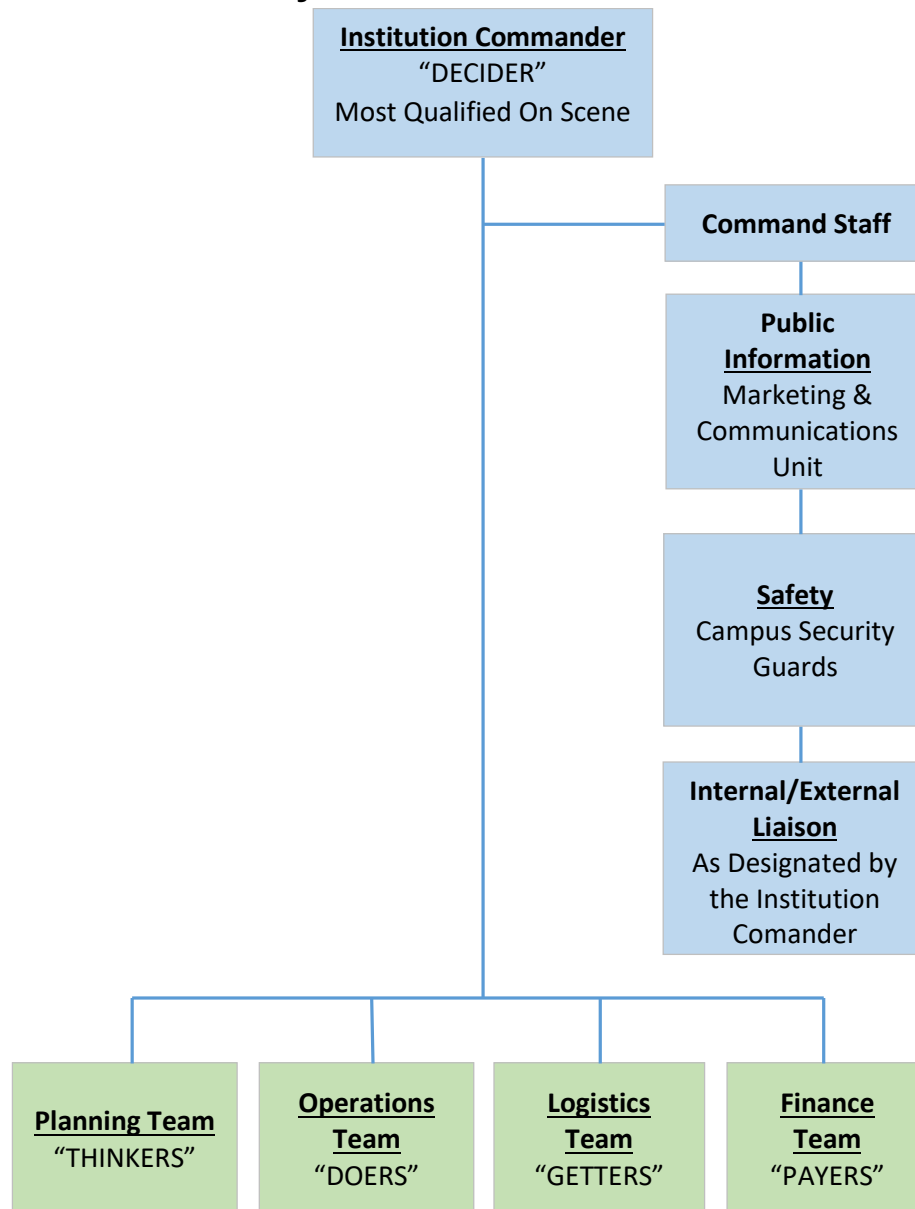 Institution Commander
“DECIDER”
Most Qualified On Scene
Command Staff
Public
Information
Marketing &
Communications
Unit
Safety
Campus Security
Guards
Internal/External
Liaison
As Designated by
the Institution
Comander
Planning Team
“THINKERS”
Operations
Team
“DOERS”
Logistics
Team
“GETTERS”
Finance
Team
“PAYERS”